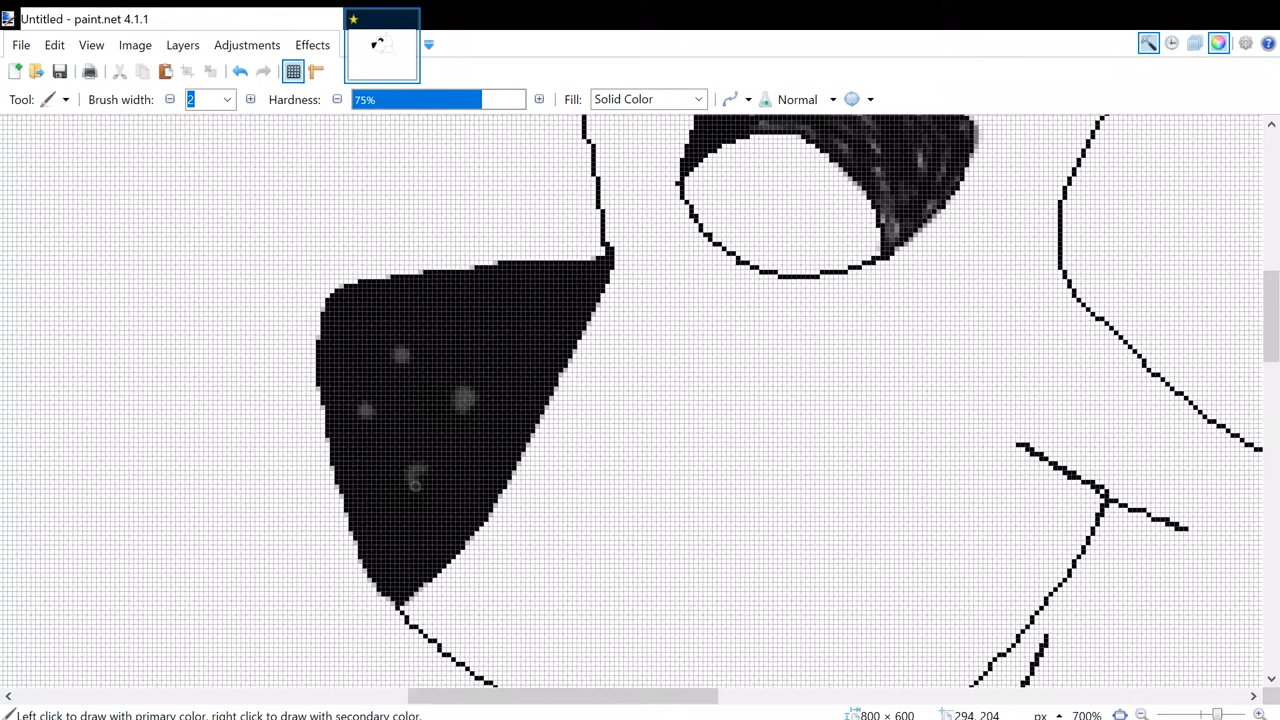 Untitled - paint.net 4.1.1
File Edit View Image Layers Adjustments Effects
Tool: Brush width: 2 Hardness: 75% Fill: Solid Color Normal
Left click to draw with primary color, right click to draw with secondary color. 800 × 600 294, 204 px 700%